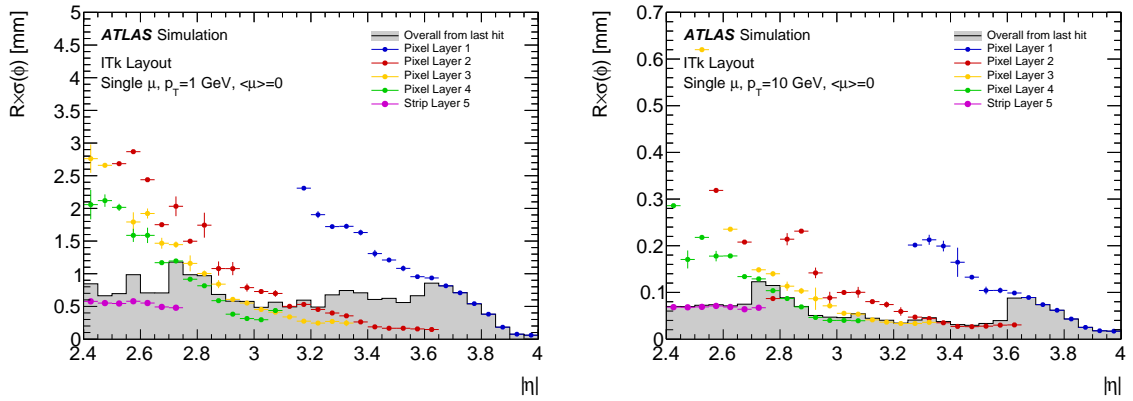 R×σ(φ) [mm]
5
4.5
4
3.5
3
2.5
2
1.5
1
0.5
0
ATLAS Simulation
ITk Layout
Single μ, pT=1 GeV, <μ>=0
Overall from last hit
Pixel Layer 1
Pixel Layer 2
Pixel Layer 3
Pixel Layer 4
Strip Layer 5
2.4 2.6 2.8 3 3.2 3.4 3.6 3.8 4
|η|
R×σ(φ) [mm]
0.7
0.6
0.5
0.4
0.3
0.2
0.1
0
ATLAS Simulation
ITk Layout
Single μ, pT=10 GeV, <μ>=0
Overall from last hit
Pixel Layer 1
Pixel Layer 2
Pixel Layer 3
Pixel Layer 4
Strip Layer 5
2.4 2.6 2.8 3 3.2 3.4 3.6 3.8 4
|η|